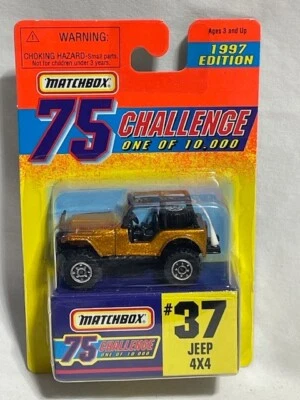 WARNING:
CHOKING HAZARD-Small parts.
Not for children under 3 years.
Ages 3 and Up
1997
EDITION
MATCHBOX
75 CHALLENGE
ONE OF 10,000
MATCHBOX
75 CHALLENGE
ONE OF 10,000
#37
JEEP
4X4